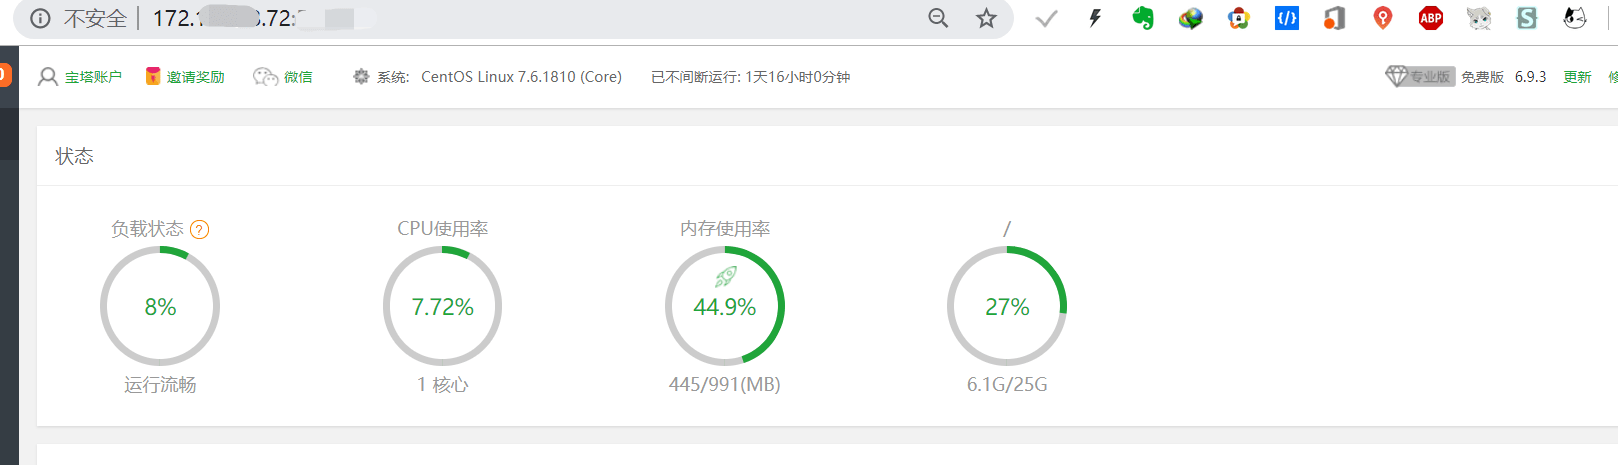 不安全 172.1 3.72:
宝塔账户 邀请奖励 微信 系统: CentOS Linux 7.6.1810 (Core) 已不间断运行: 1天16小时0分钟 专业版 免费版 6.9.3 更新
状态
负载状态 ? CPU使用率 内存使用率 /
8% 7.72% 44.9% 27%
运行流畅 1 核心 445/991(MB) 6.1G/25G